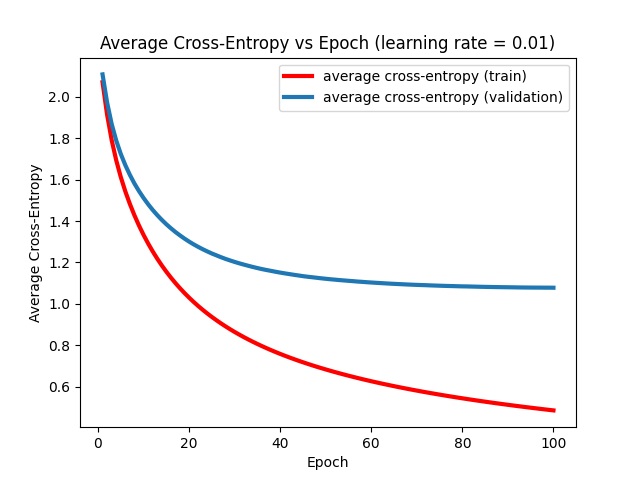 Average Cross-Entropy vs Epoch (learning rate = 0.01)
average cross-entropy (train)
average cross-entropy (validation)
Average Cross-Entropy
2.0
1.8
1.6
1.4
1.2
1.0
0.8
0.6
0 20 40 60 80 100
Epoch